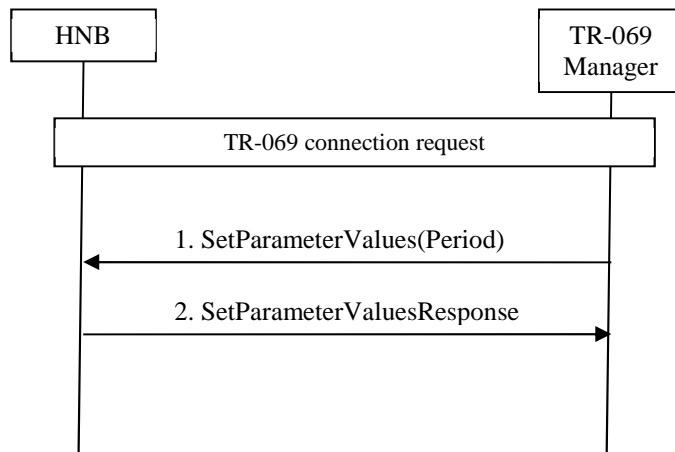 HNB
TR-069
Manager
TR-069 connection request
1. SetParameterValues(Period)
2. SetParameterValuesResponse